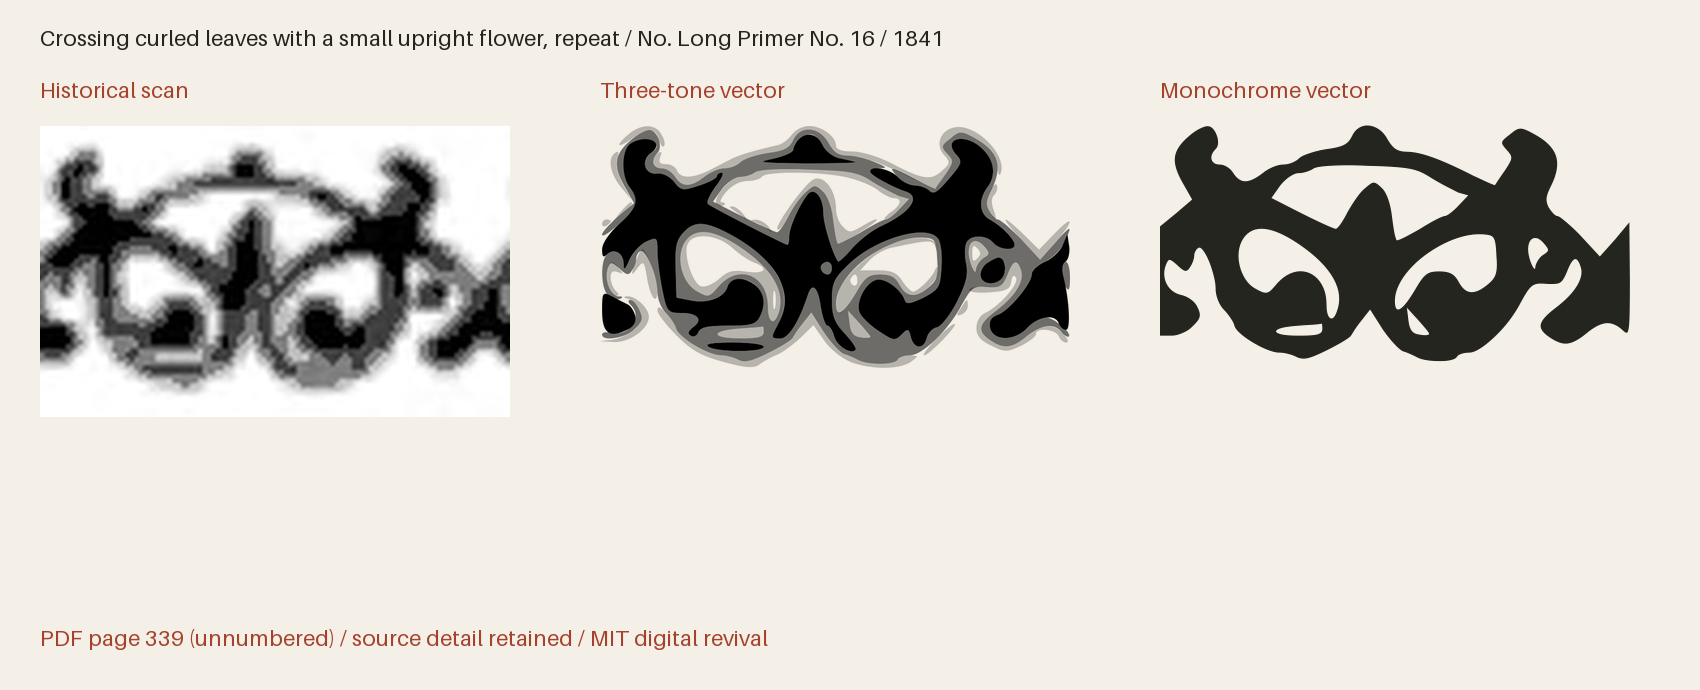 Crossing curled leaves with a small upright flower, repeat / No. Long Primer No. 16 / 1841
Historical scan
Three-tone vector
Monochrome vector
PDF page 339 (unnumbered) / source detail retained / MIT digital revival